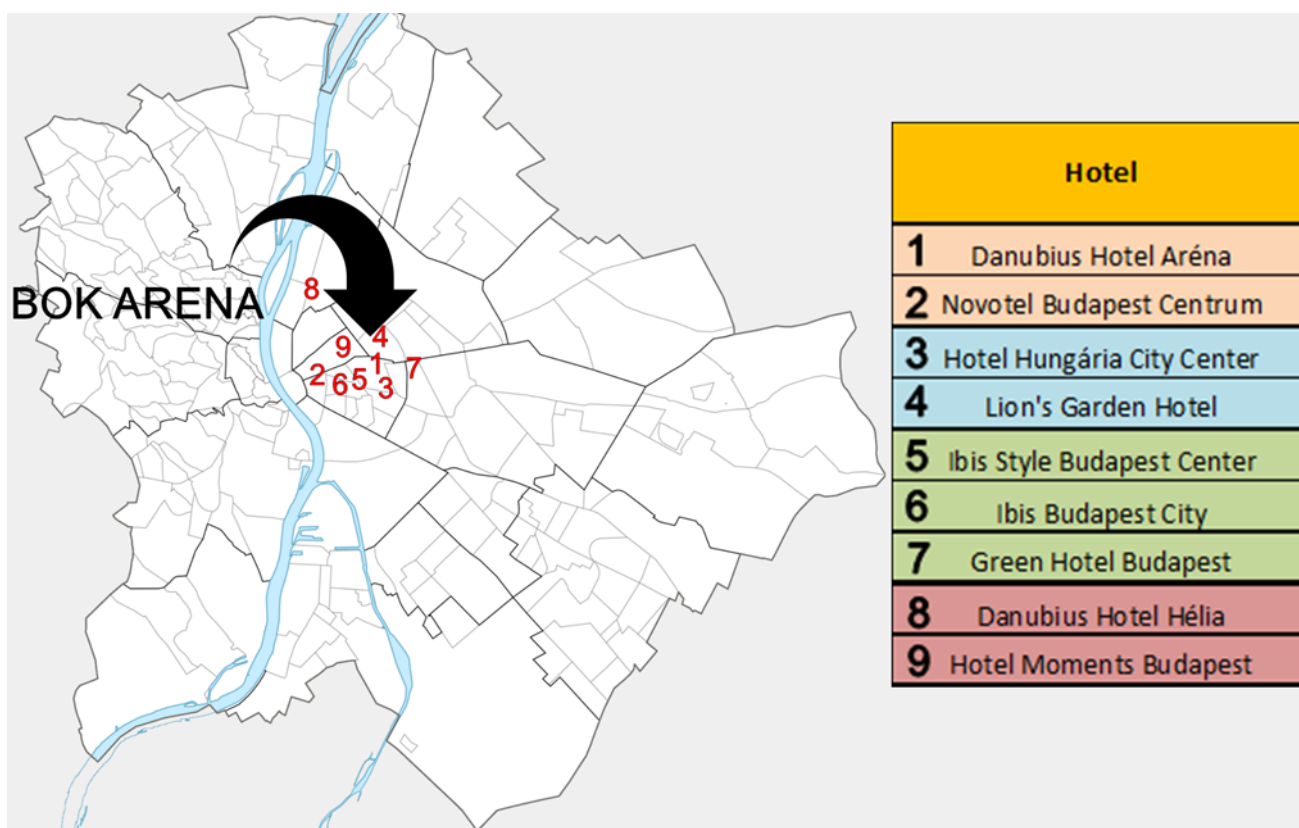 BOK ARENA
8
4
9
1
7
2
6
5
3
Hotel
1 Danubius Hotel Aréna
2 Novotel Budapest Centrum
3 Hotel Hungária City Center
4 Lion's Garden Hotel
5 Ibis Style Budapest Center
6 Ibis Budapest City
7 Green Hotel Budapest
8 Danubius Hotel Hélia
9 Hotel Moments Budapest